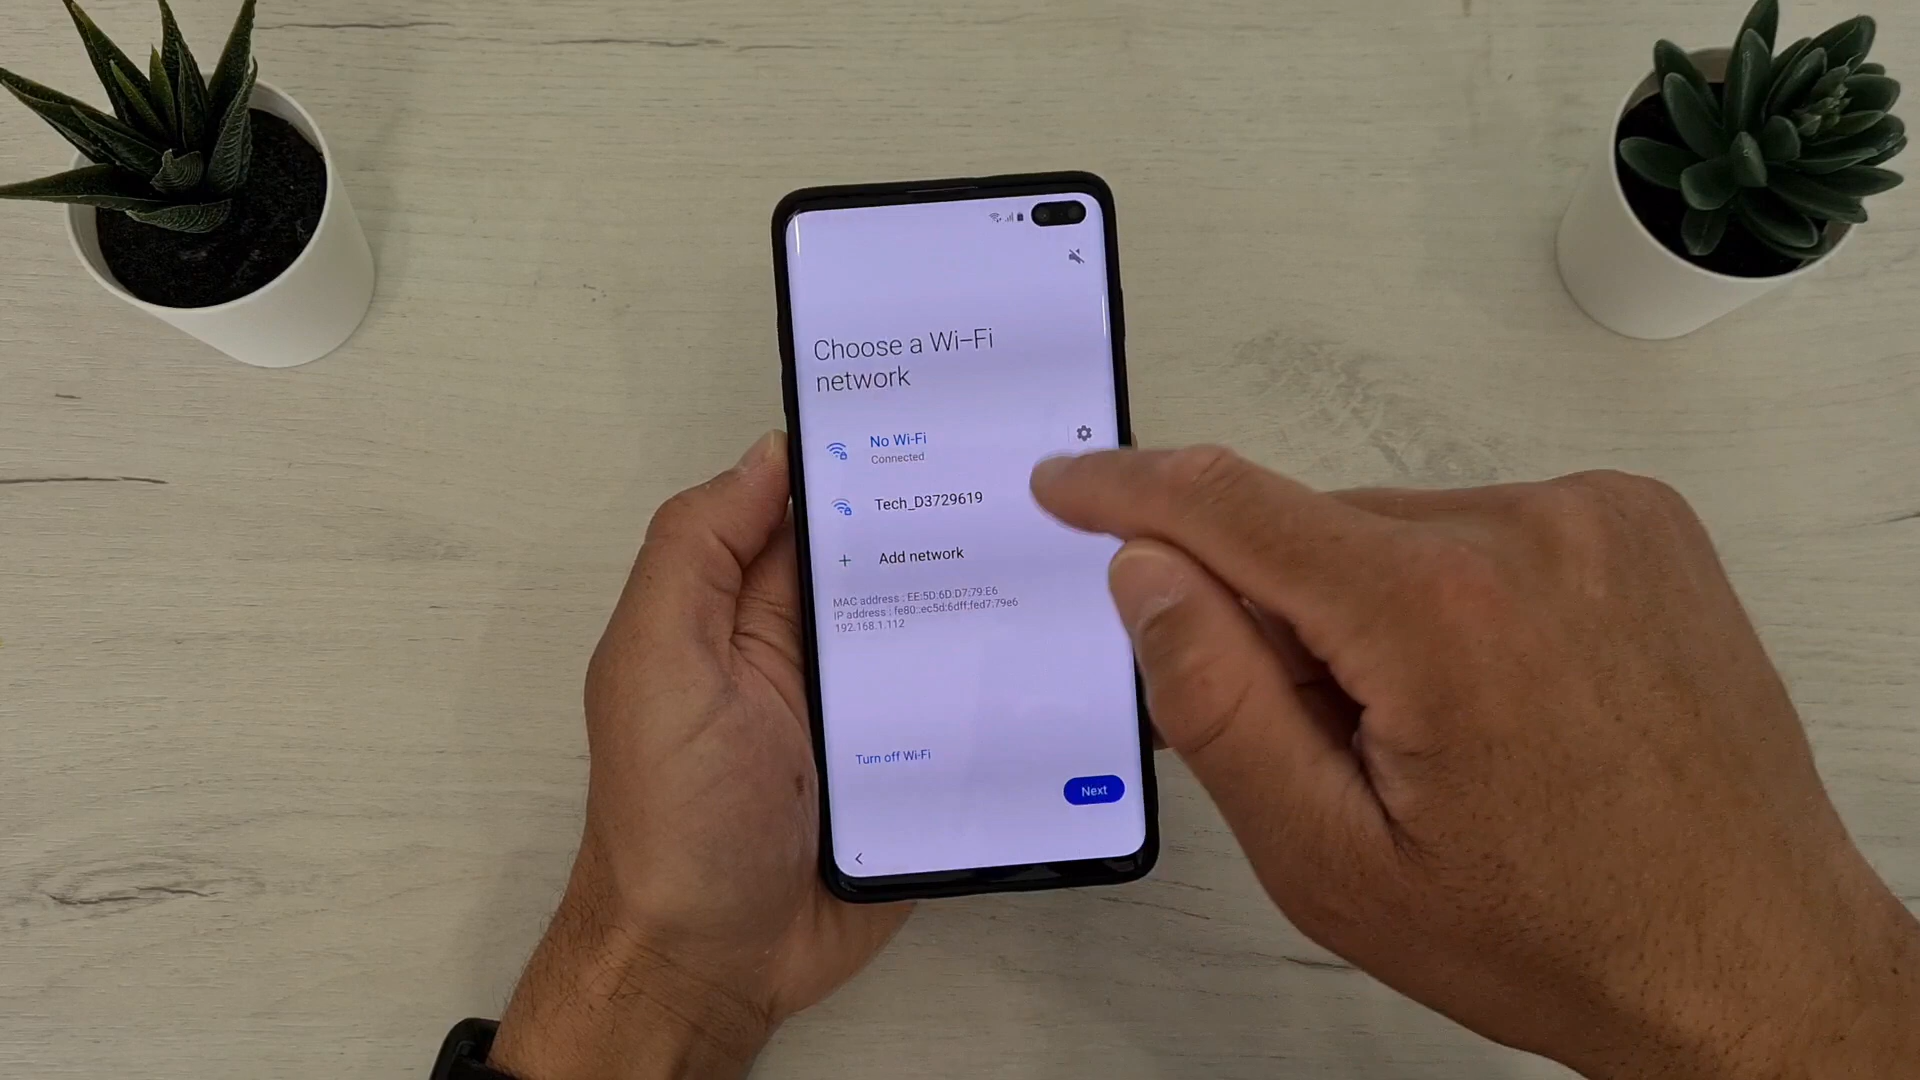 Choose a Wi-Fi
network
No Wi-Fi
Connected
Tech_D3729619
Add network
MAC address : EE:5D:6D:D7:79:E6
IP address : fe80::ec5d:6dff:fed7:79e6
192.168.1.112
Turn off Wi-Fi
Next